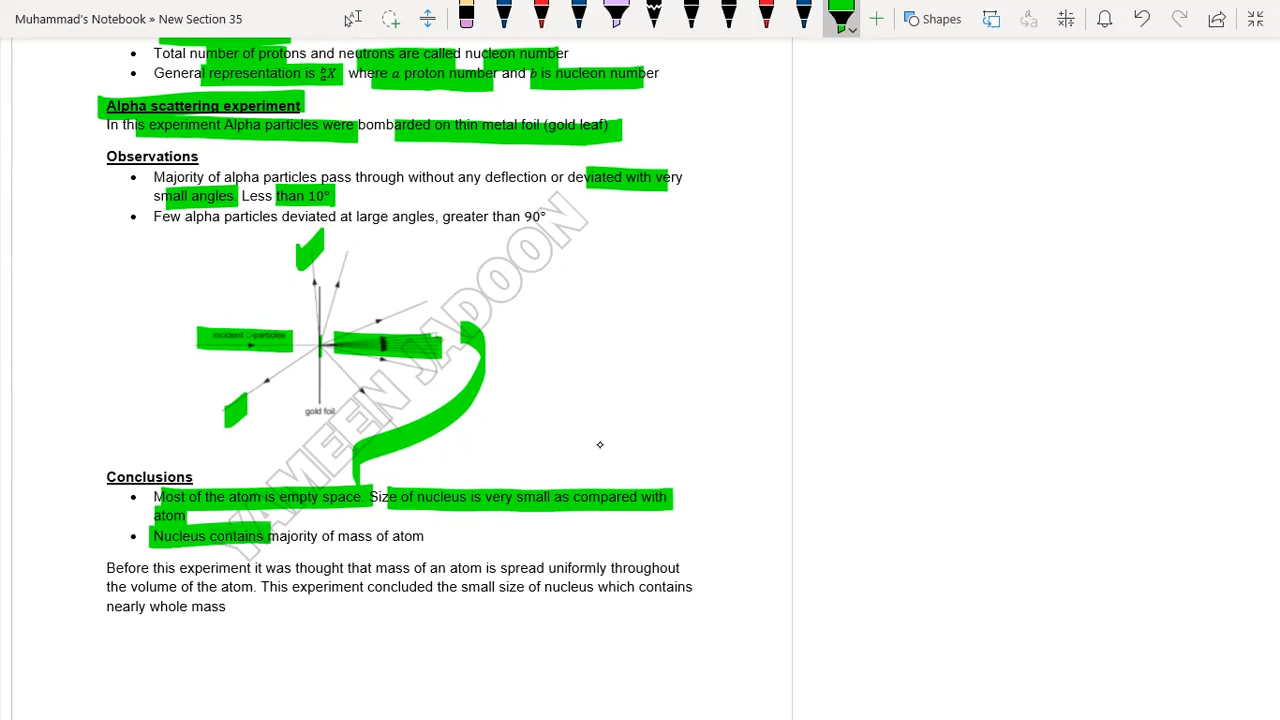 Muhammad's Notebook » New Section 35
Shapes
Total number of protons and neutrons are called nucleon number
General representation is ᵇₐX where a proton number and b is nucleon number
Alpha scattering experiment
In this experiment Alpha particles were bombarded on thin metal foil (gold leaf)
Observations
Majority of alpha particles pass through without any deflection or deviated with very
small angles. Less than 10°
Few alpha particles deviated at large angles, greater than 90°
incident particles
gold foil
YAMEEN JADOON
Conclusions
Most of the atom is empty space. Size of nucleus is very small as compared with
atom
Nucleus contains majority of mass of atom
Before this experiment it was thought that mass of an atom is spread uniformly throughout
the volume of the atom. This experiment concluded the small size of nucleus which contains
nearly whole mass